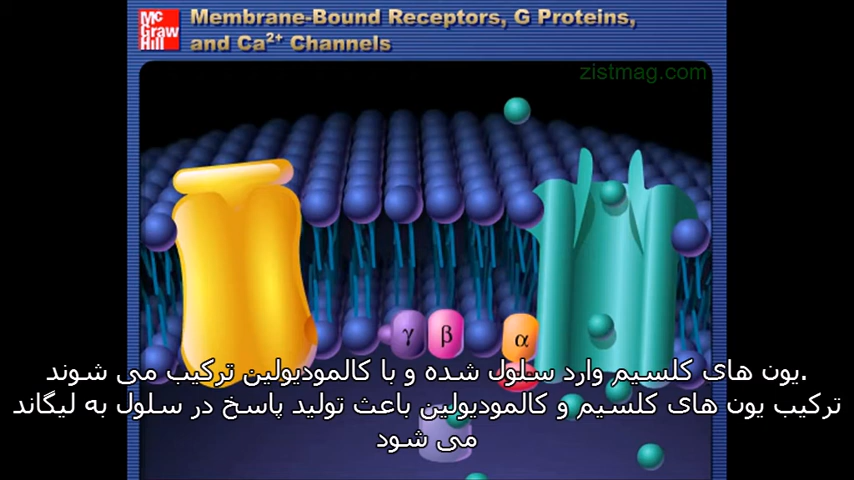 Mc
Graw
Hill
Membrane-Bound Receptors, G Proteins,
and Ca²⁺ Channels
zistmag.com
γ β α
یون های کلسیم وارد سلول شده و با کالمودیولین ترکیب می شوند.
ترکیب یون های کلسیم و کالمودیولین باعث تولید پاسخ در سلول به لیگاند
می شود